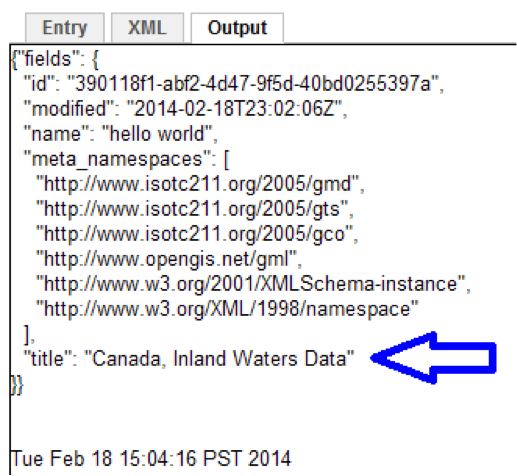 Entry XML Output
{"fields": {
"id": "390118f1-abf2-4d47-9f5d-40bd0255397a",
"modified": "2014-02-18T23:02:06Z",
"name": "hello world",
"meta_namespaces": [
"http://www.isotc211.org/2005/gmd",
"http://www.isotc211.org/2005/gts",
"http://www.isotc211.org/2005/gco",
"http://www.opengis.net/gml",
"http://www.w3.org/2001/XMLSchema-instance",
"http://www.w3.org/XML/1998/namespace"
],
"title": "Canada, Inland Waters Data"
}}
Tue Feb 18 15:04:16 PST 2014